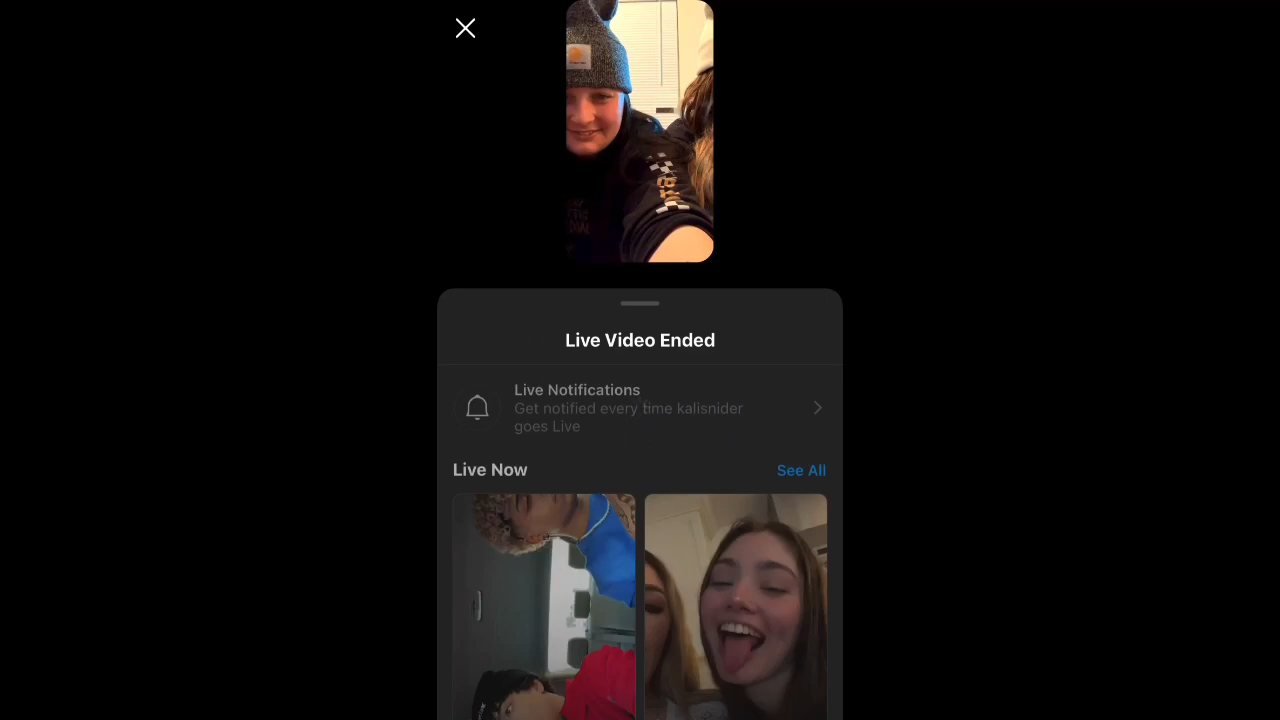 Live Video Ended
Live Notifications
Get notified every time kalisnider
goes Live
Live Now
See All